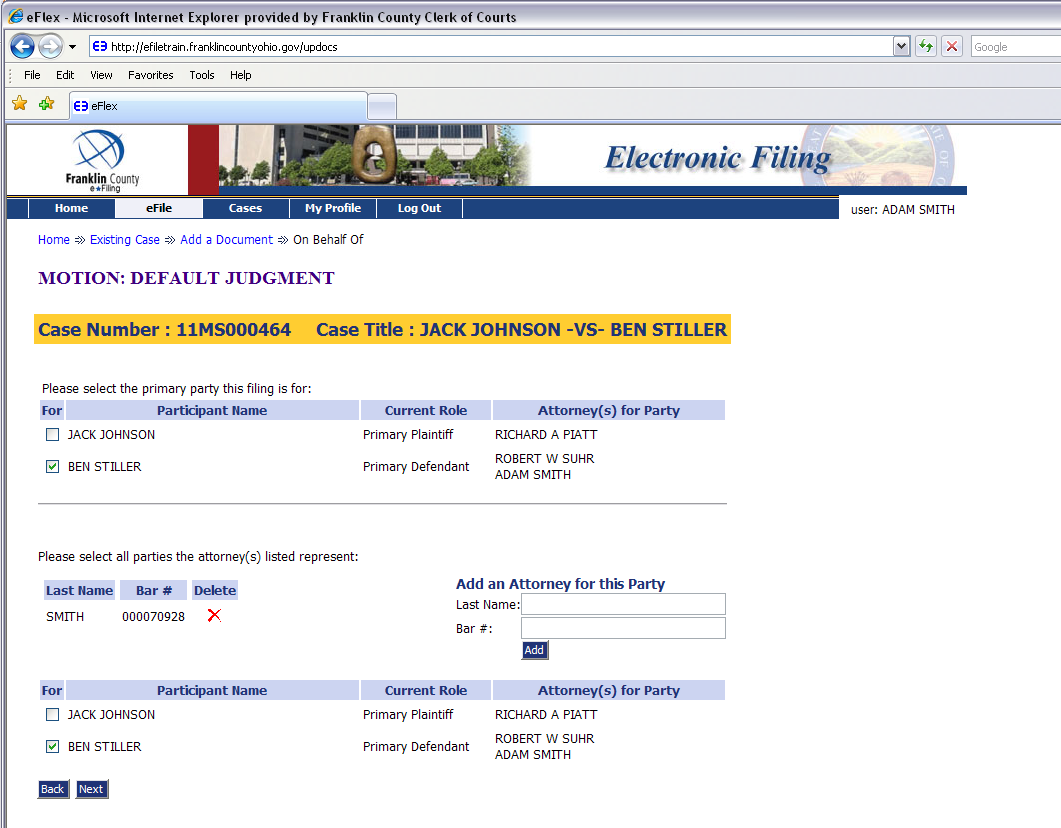 eFlex - Microsoft Internet Explorer provided by Franklin County Clerk of Courts
http://efiletrain.franklincountyohio.gov/updocs
Google
File Edit View Favorites Tools Help
eFlex
Franklin County
e★Filing
Electronic Filing
Home eFile Cases My Profile Log Out
user: ADAM SMITH
Home ⇒ Existing Case ⇒ Add a Document ⇒ On Behalf Of
MOTION: DEFAULT JUDGMENT
Case Number : 11MS000464 Case Title : JACK JOHNSON -VS- BEN STILLER
Please select the primary party this filing is for:
For Participant Name Current Role Attorney(s) for Party
JACK JOHNSON Primary Plaintiff RICHARD A PIATT
BEN STILLER Primary Defendant ROBERT W SUHR
ADAM SMITH
Please select all parties the attorney(s) listed represent:
Last Name Bar # Delete
SMITH 000070928
Add an Attorney for this Party
Last Name:
Bar #:
Add
For Participant Name Current Role Attorney(s) for Party
JACK JOHNSON Primary Plaintiff RICHARD A PIATT
BEN STILLER Primary Defendant ROBERT W SUHR
ADAM SMITH
Back Next